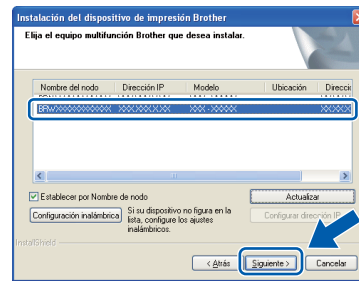 Instalación del dispositivo de impresión Brother
Elija el equipo multifunción Brother que desea instalar.
Nombre del nodo Dirección IP Modelo Ubicación Direcció
BRWXXXXXXXXXXXX XXX.XXX.X.XX XXX-XXXXX XX:XX:X
Establecer por Nombre de nodo
Actualizar
Configuración inalámbrica
Si su dispositivo no figura en la
lista, configure los ajustes
inalámbricos.
Configurar dirección IP
InstallShield
< Atrás Siguiente > Cancelar